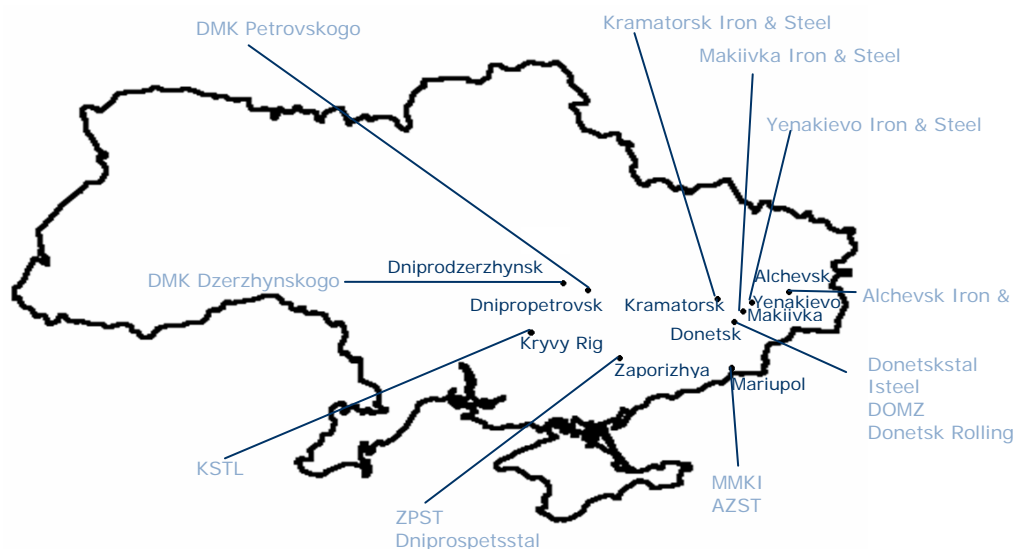 Kramatorsk Iron & Steel
DMK Petrovskogo
Makiivka Iron & Steel
Yenakievo Iron & Steel
Dniprodzerzhynsk
DMK Dzerzhynskogo
Alchevsk
Alchevsk Iron &
Dnipropetrovsk
Kramatorsk
Yenakievo
Makiivka
Donetsk
Kryvy Rig
Zaporizhya
Mariupol
Donetskstal
Isteel
DOMZ
Donetsk Rolling
KSTL
MMKI
AZST
ZPST
Dniprospetsstal